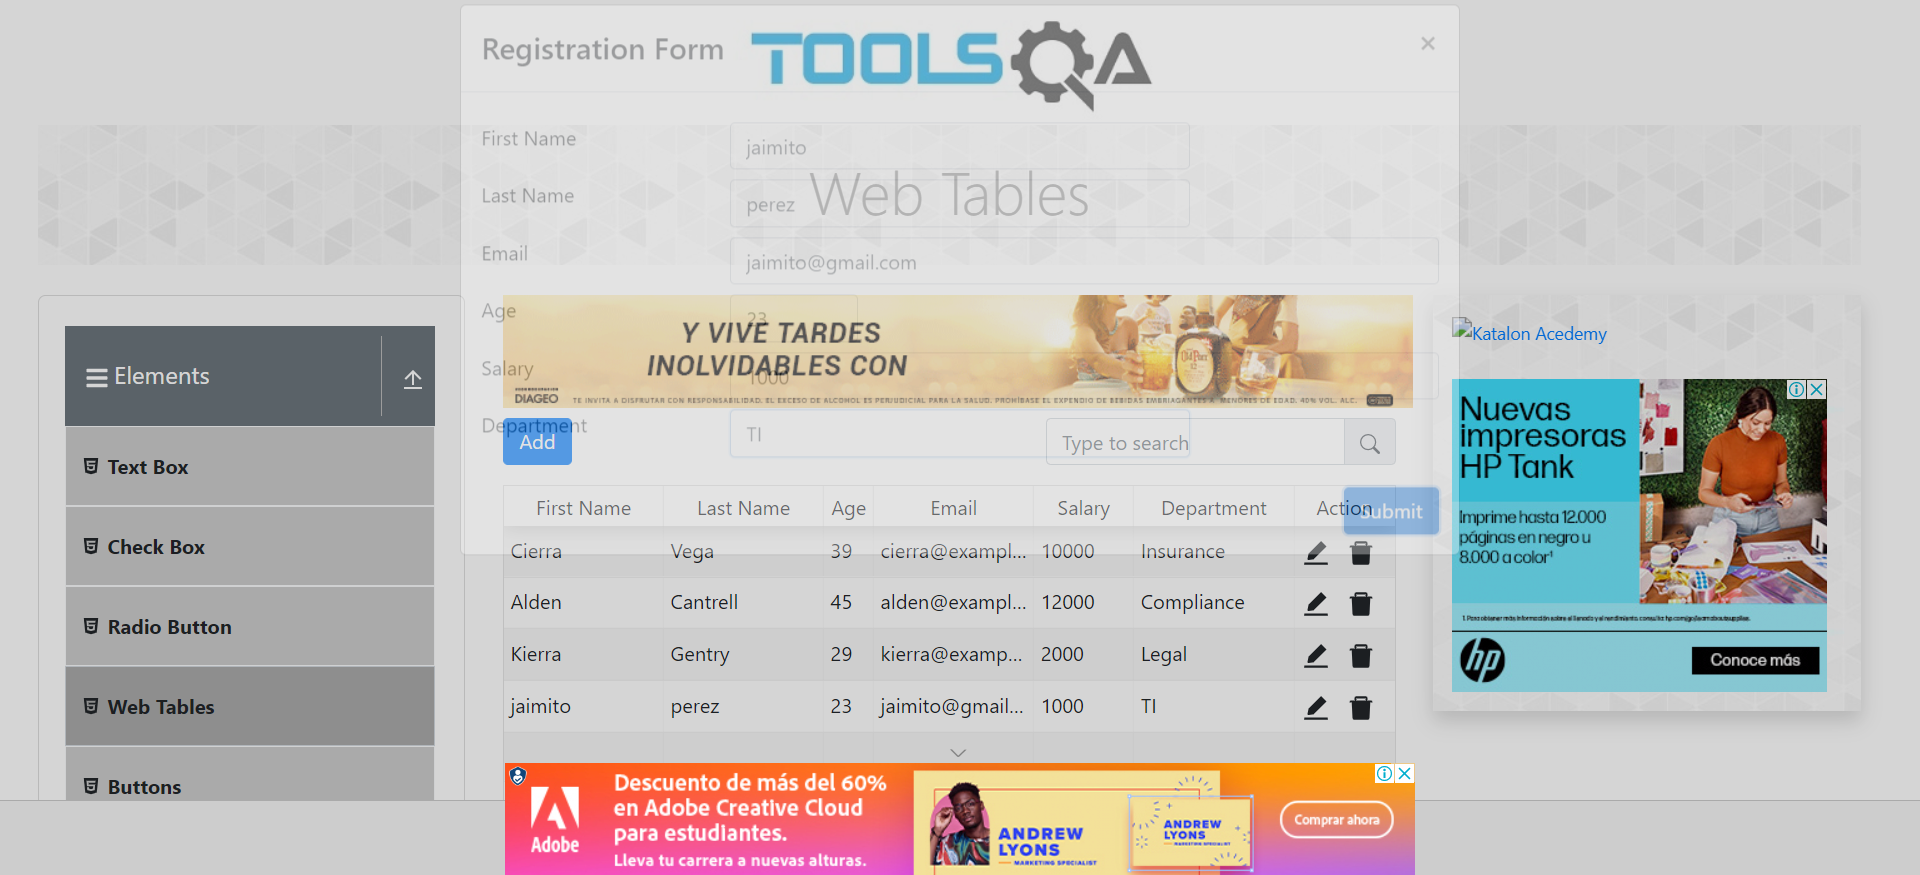 Registration Form
TOOLSQA
×
First Name
jaimito
Last Name
perez
Web Tables
Email
jaimito@gmail.com
Age
23
Salary
1000
Department
TI
Submit
Elements
Text Box
Check Box
Radio Button
Web Tables
Buttons
Y VIVE TARDES
INOLVIDABLES CON
Old Parr
12
DIAGEO
TE INVITA A DISFRUTAR CON RESPONSABILIDAD. EL EXCESO DE ALCOHOL ES PERJUDICIAL PARA LA SALUD. PROHÍBASE EL EXPENDIO DE BEBIDAS EMBRIAGANTES A MENORES DE EDAD. 40% VOL. ALC.
Add
Type to search
First Name Last Name Age Email Salary Department Action
Cierra Vega 39 cierra@exampl... 10000 Insurance
Alden Cantrell 45 alden@exampl... 12000 Compliance
Kierra Gentry 29 kierra@examp... 2000 Legal
jaimito perez 23 jaimito@gmail... 1000 TI
Katalon Acedemy
Nuevas
impresoras
HP Tank
Imprime hasta 12.000
páginas en negro u
8.000 a color¹
hp
Conoce más
Adobe
Descuento de más del 60%
en Adobe Creative Cloud
para estudiantes.
Lleva tu carrera a nuevas alturas.
ANDREW
LYONS
MARKETING SPECIALIST
ANDREW
LYONS
MARKETING SPECIALIST
Comprar ahora